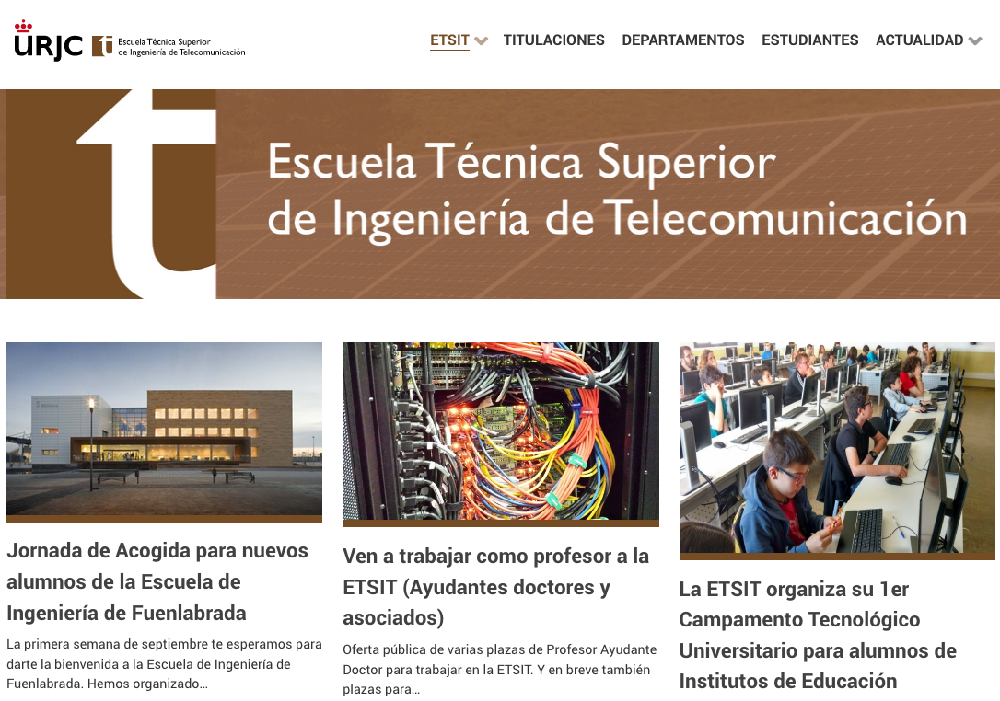 URJC
Escuela Técnica Superior
de Ingeniería de Telecomunicación
ETSIT
TITULACIONES
DEPARTAMENTOS
ESTUDIANTES
ACTUALIDAD
Escuela Técnica Superior
de Ingeniería de Telecomunicación
Jornada de Acogida para nuevos
alumnos de la Escuela de
Ingeniería de Fuenlabrada
La primera semana de septiembre te esperamos para
darte la bienvenida a la Escuela de Ingeniería de
Fuenlabrada. Hemos organizado...
Ven a trabajar como profesor a la
ETSIT (Ayudantes doctores y
asociados)
Oferta pública de varias plazas de Profesor Ayudante
Doctor para trabajar en la ETSIT. Y en breve también
plazas para...
La ETSIT organiza su 1er
Campamento Tecnológico
Universitario para alumnos de
Institutos de Educación